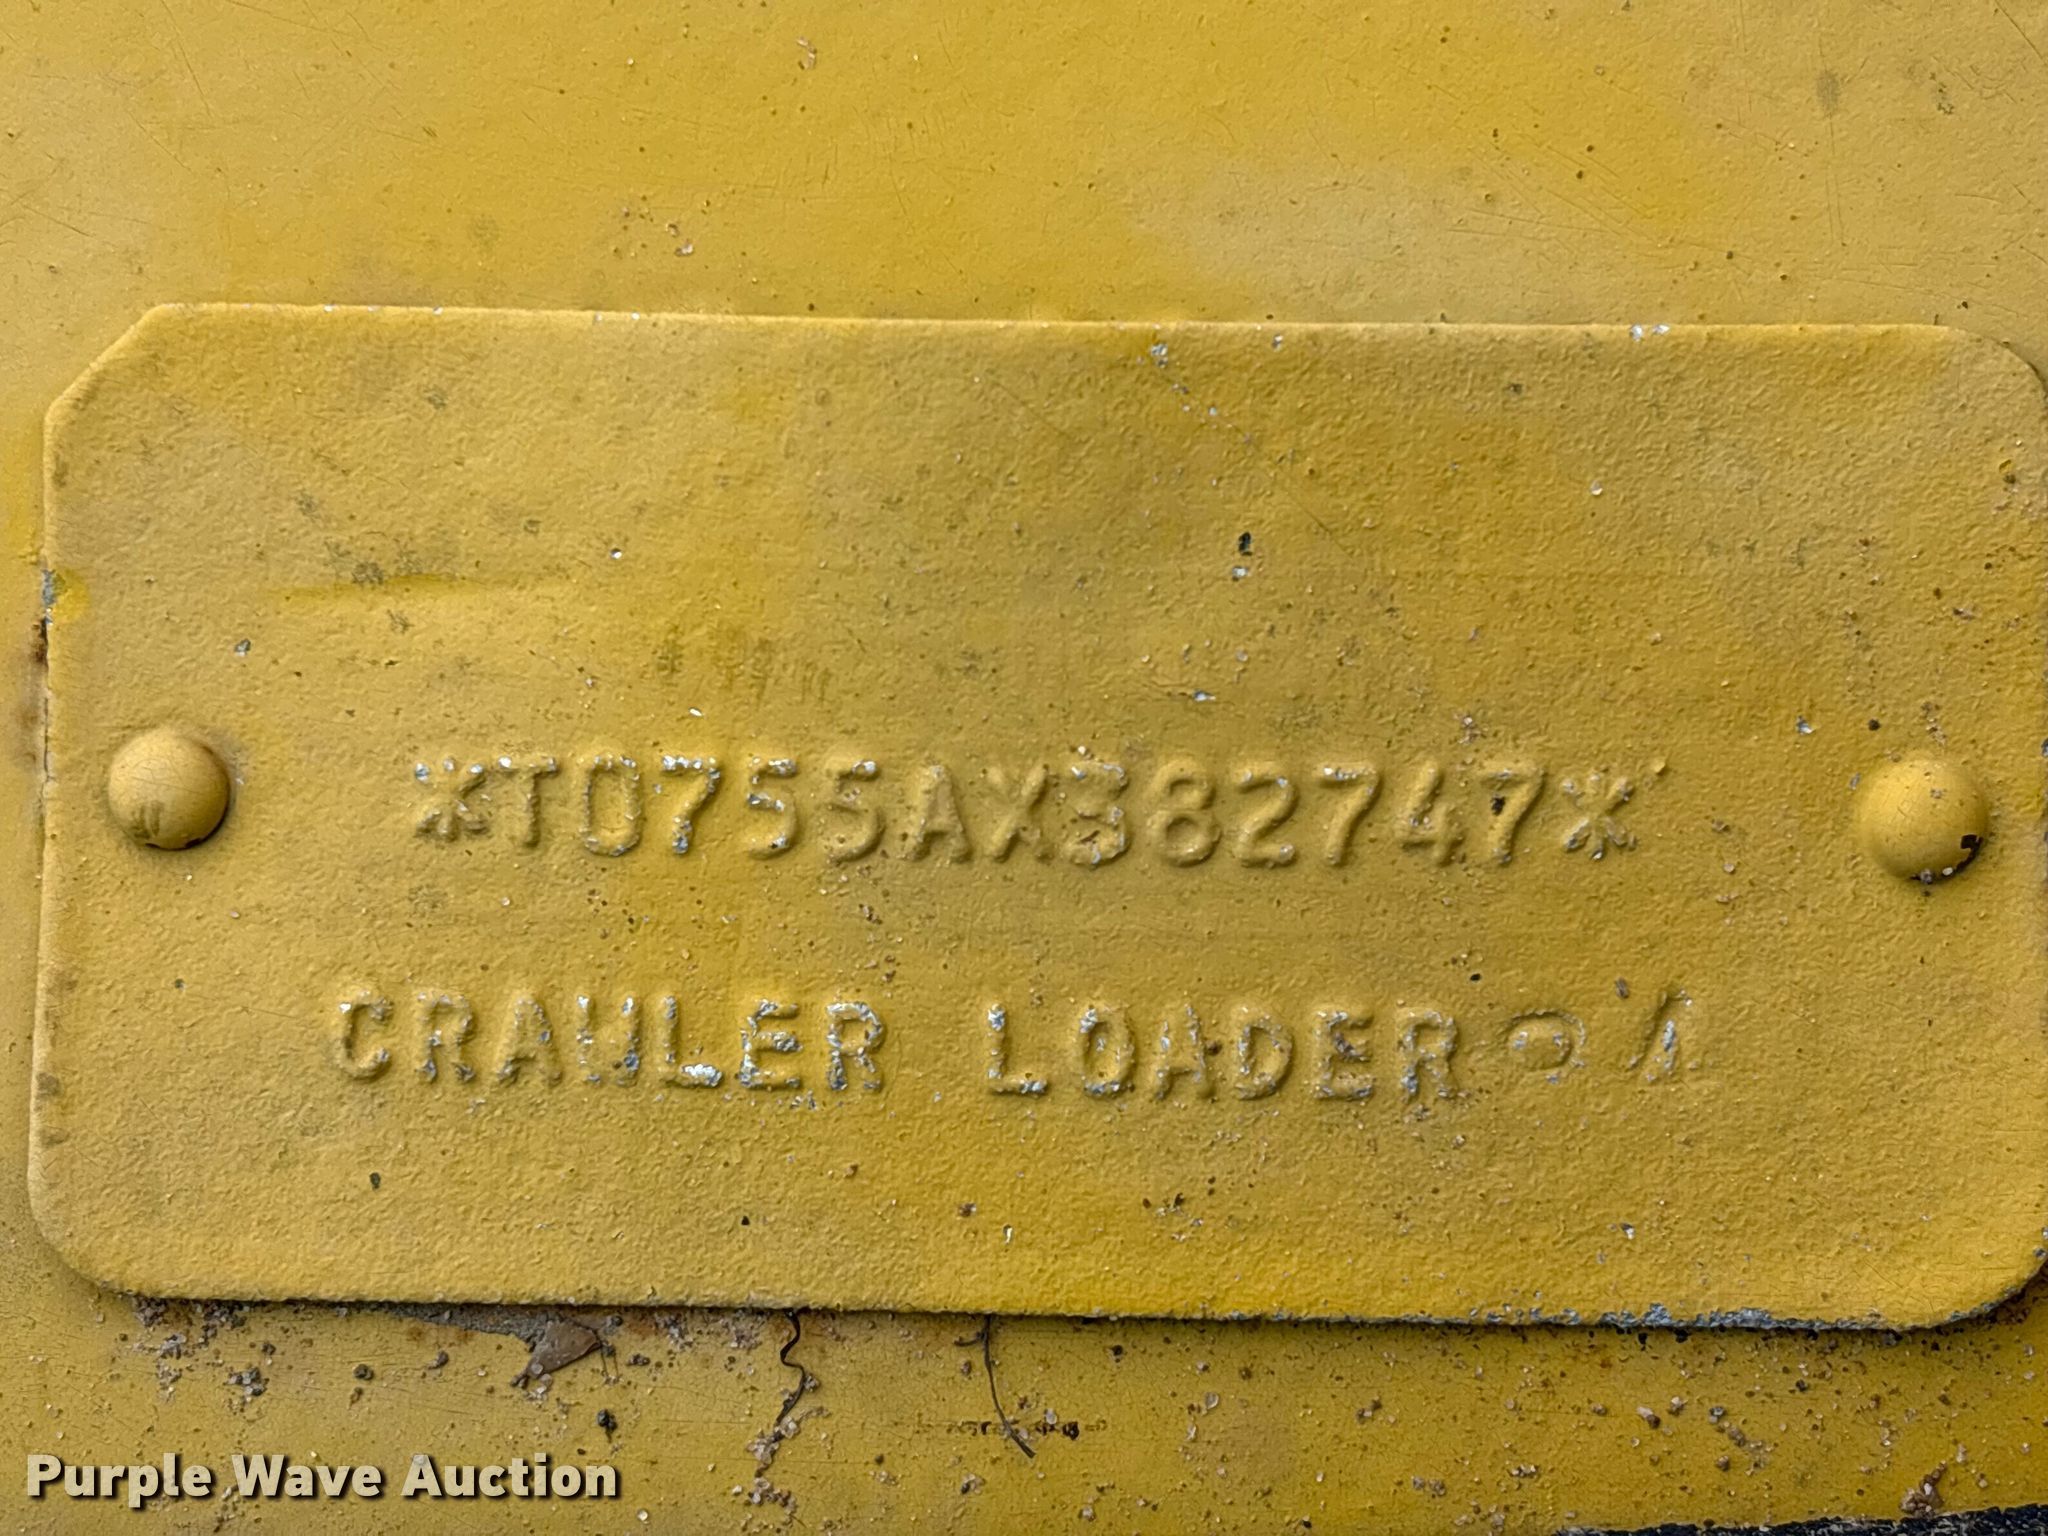 *T0755AX382747*
CRAWLER LOADER
Purple Wave Auction